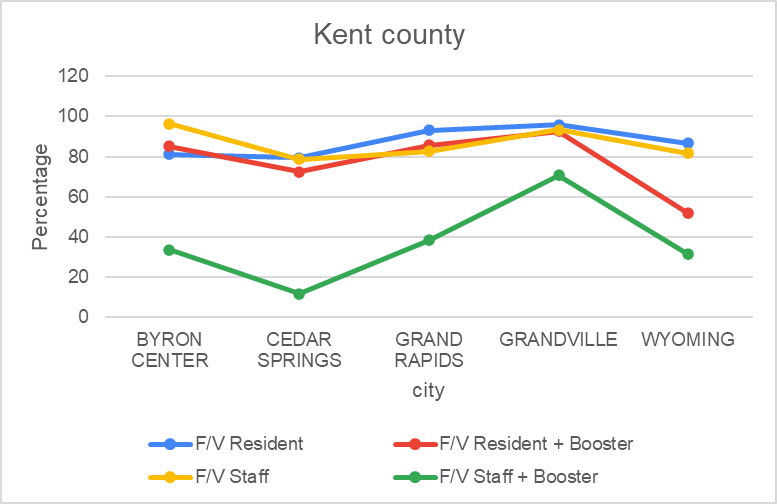 Kent county
120
100
80
60
40
20
0
Percentage
BYRON CENTER
CEDAR SPRINGS
GRAND RAPIDS
GRANDVILLE
WYOMING
city
F/V Resident
F/V Resident + Booster
F/V Staff
F/V Staff + Booster